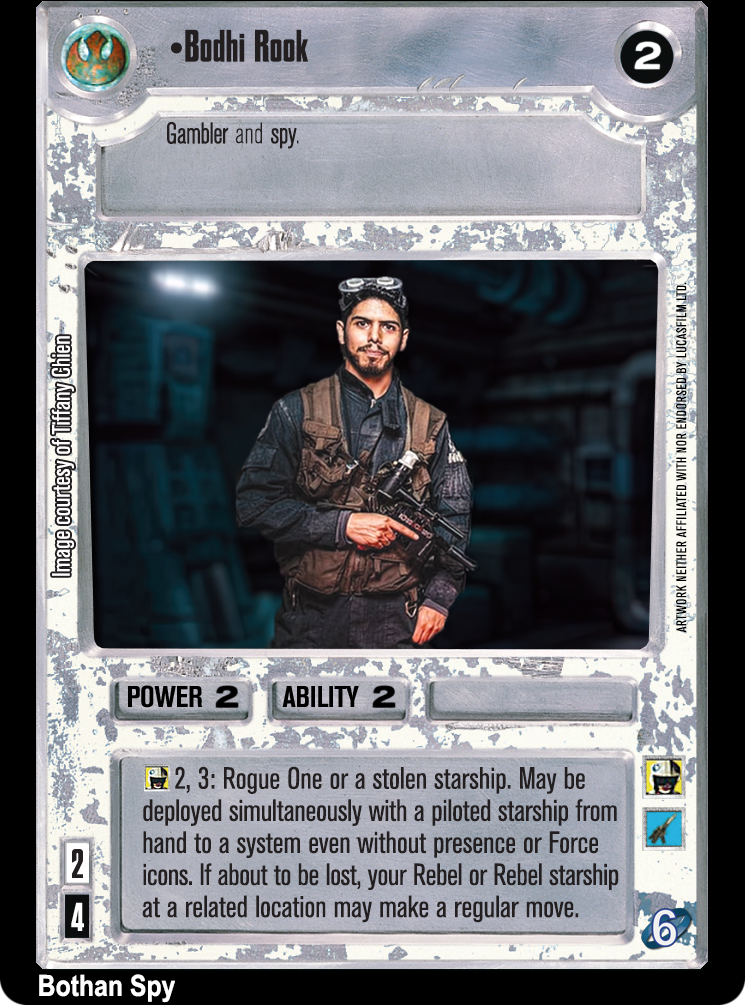 •Bodhi Rook
2
Gambler and spy.
Image courtesy of Tiffany Chien
ARTWORK NEITHER AFFILIATED WITH NOR ENDORSED BY LUCASFILM LTD.
POWER 2
ABILITY 2
2, 3: Rogue One or a stolen starship. May be
deployed simultaneously with a piloted starship from
hand to a system even without presence or Force
icons. If about to be lost, your Rebel or Rebel starship
at a related location may make a regular move.
2
4
6
Bothan Spy